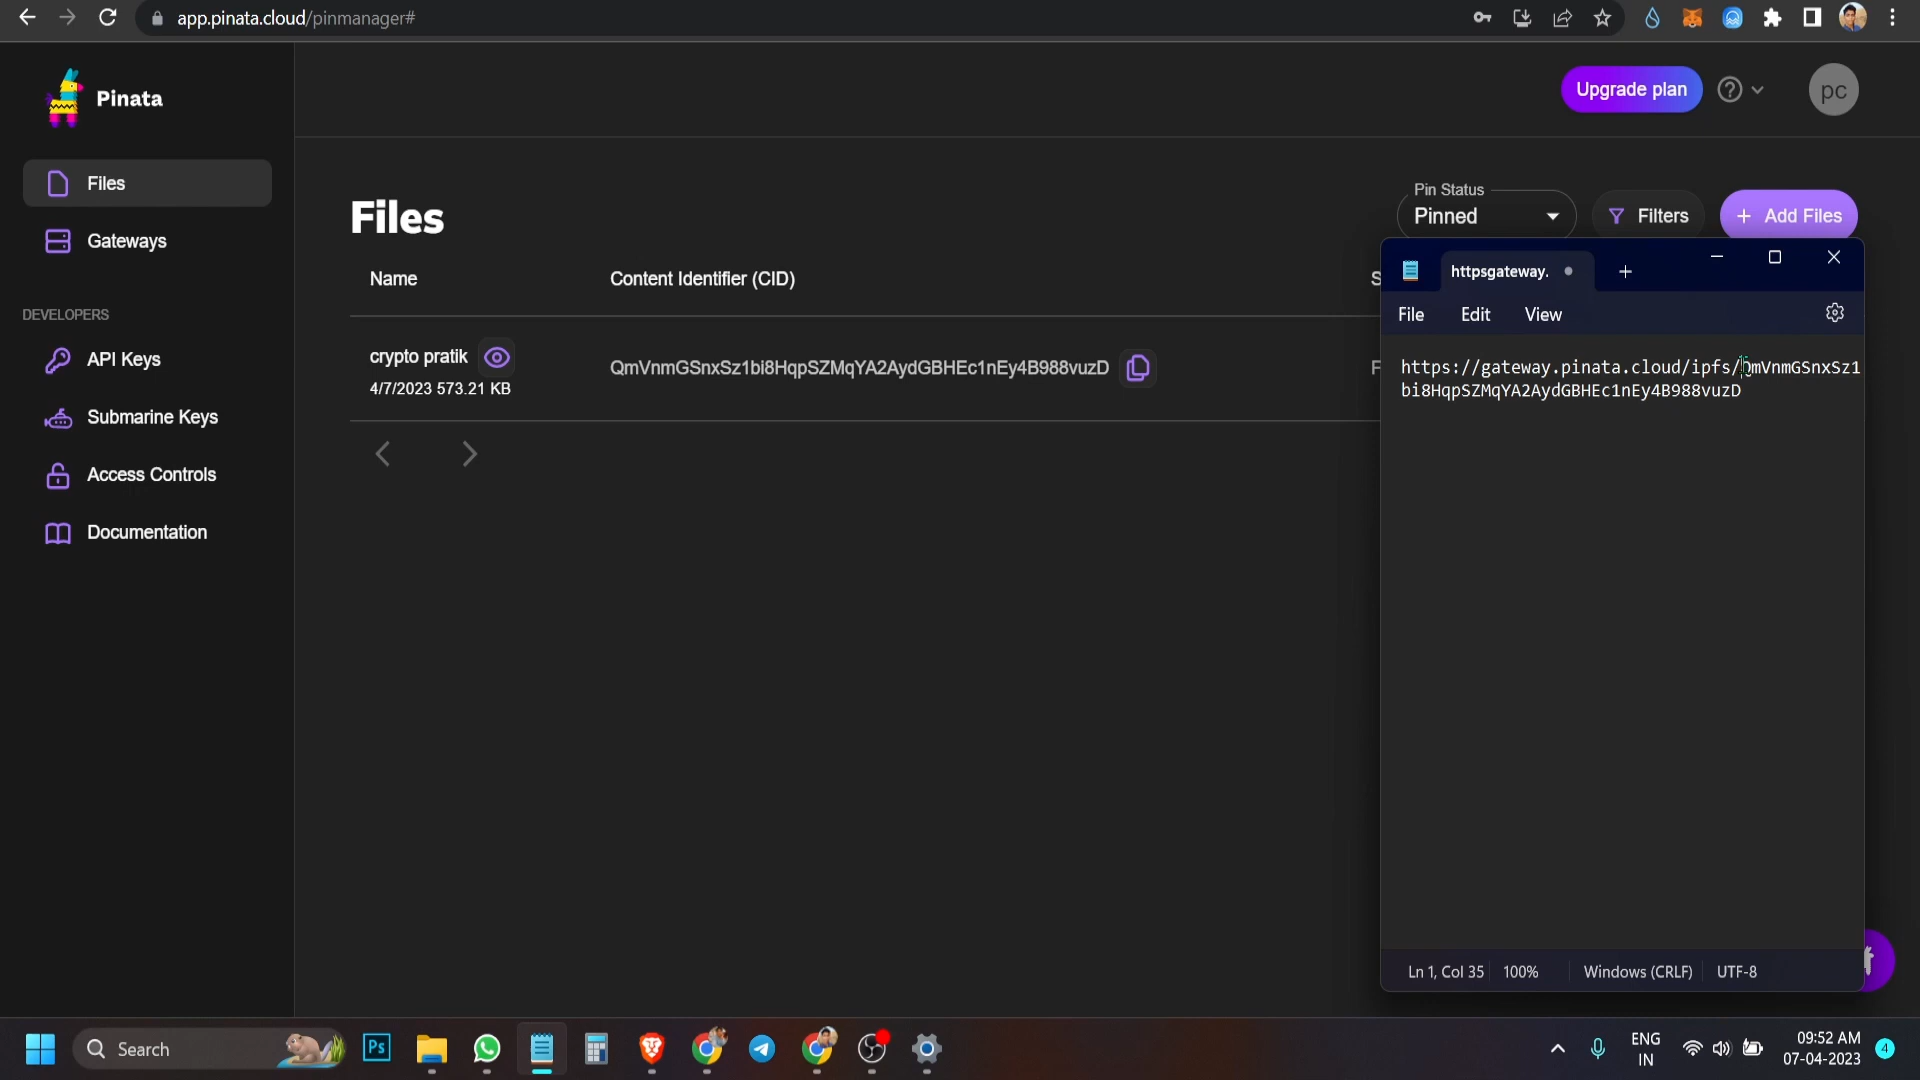 app.pinata.cloud/pinmanager#
Pinata
Upgrade plan
pc
Files
Gateways
DEVELOPERS
API Keys
Submarine Keys
Access Controls
Documentation
Files
Pin Status
Pinned
Filters
+ Add Files
Name
Content Identifier (CID)
S
crypto pratik
4/7/2023 573.21 KB
QmVnmGSnxSz1bi8HqpSZMqYA2AydGBHEc1nEy4B988vuzD
F
httpsgateway.
File
Edit
View
https://gateway.pinata.cloud/ipfs/QmVnmGSnxSz1
bi8HqpSZMqYA2AydGBHEc1nEy4B988vuzD
Ln 1, Col 35
100%
Windows (CRLF)
UTF-8
Search
Ps
ENG
IN
09:52 AM
07-04-2023
4